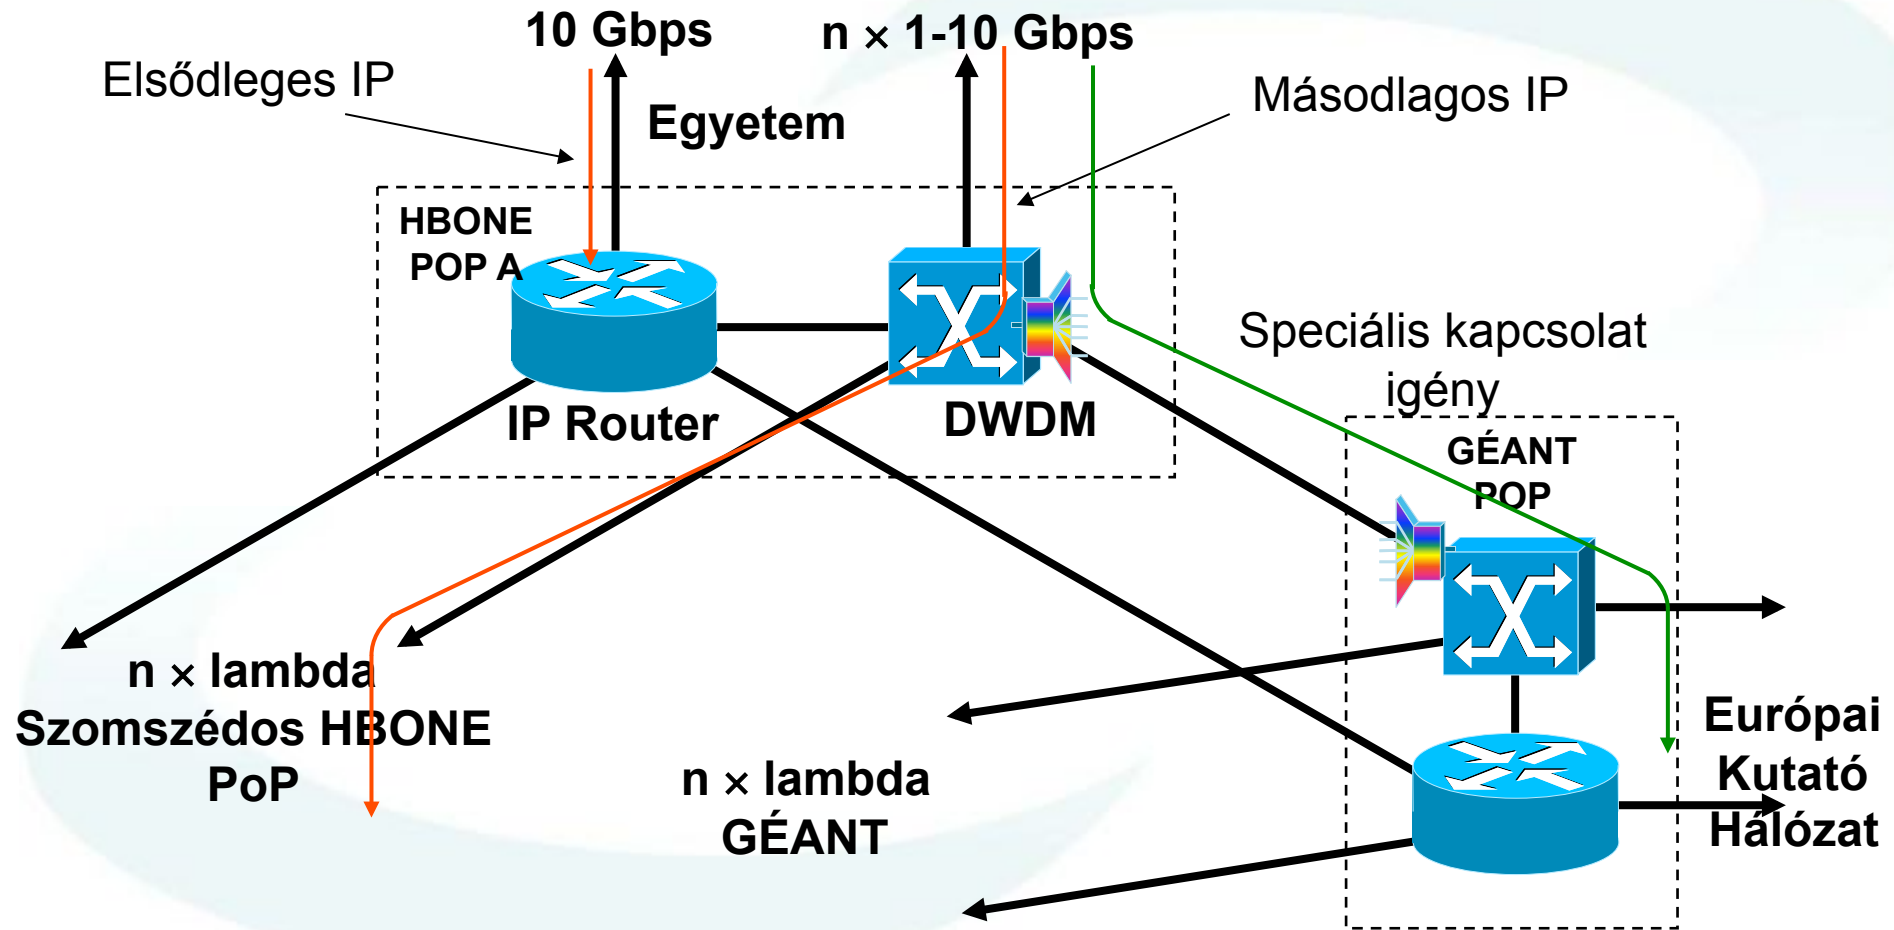 10 Gbps
n × 1-10 Gbps
Elsődleges IP
Egyetem
Másodlagos IP
HBONE
POP A
IP Router
DWDM
Speciális kapcsolat
igény
GÉANT
POP
n × lambda
Szomszédos HBONE
PoP
n × lambda
GÉANT
Európai
Kutató
Hálózat